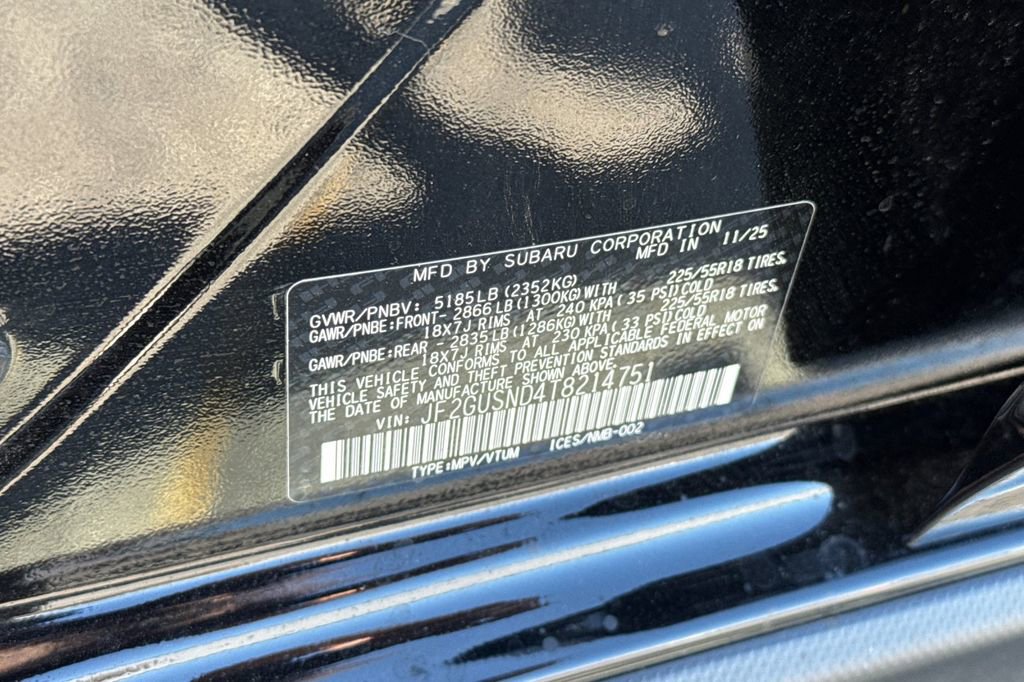 MFD BY SUBARU CORPORATION
MFD IN 11/25
GVWR/PNBV: 5185LB (2352KG)
GAWR/PNBE:FRONT- 2866LB (1300KG)WITH 225/55R18 TIRES,
18X7J RIMS AT 240 KPA (35 PSI)COLD
GAWR/PNBE:REAR - 2835LB (1286KG)WITH 225/55R18 TIRES,
18X7J RIMS AT 230 KPA (33 PSI)COLD
THIS VEHICLE CONFORMS TO ALL APPLICABLE FEDERAL MOTOR
VEHICLE SAFETY AND THEFT PREVENTION STANDARDS IN EFFECT ON
THE DATE OF MANUFACTURE SHOWN ABOVE.
VIN: JF2GUSND4T8214751
TYPE:MPV/VTUM ICES/NMB-002